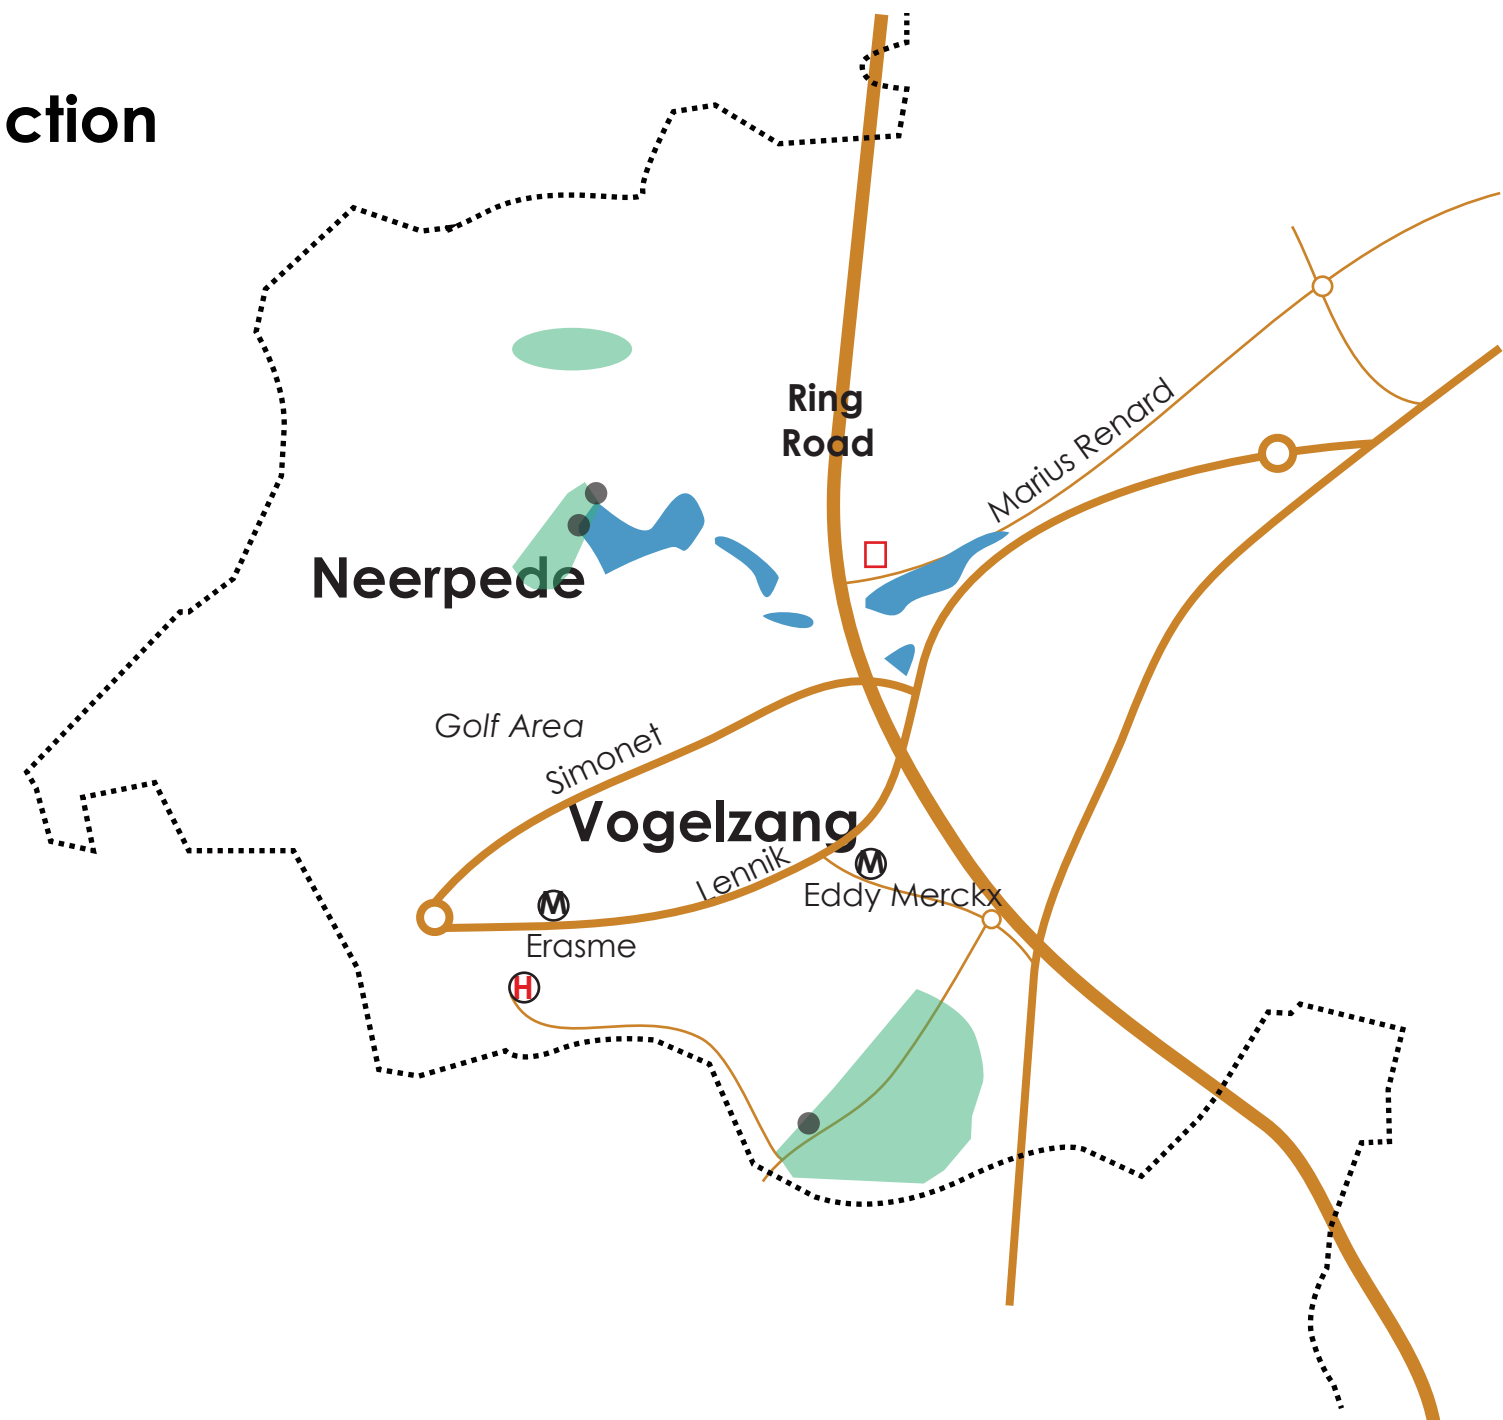 ction
Ring
Road
Marius Renard
Neerpede
Golf Area
Simonet
Vogelzang
Lennik
M
Eddy Merckx
M
Erasme
H